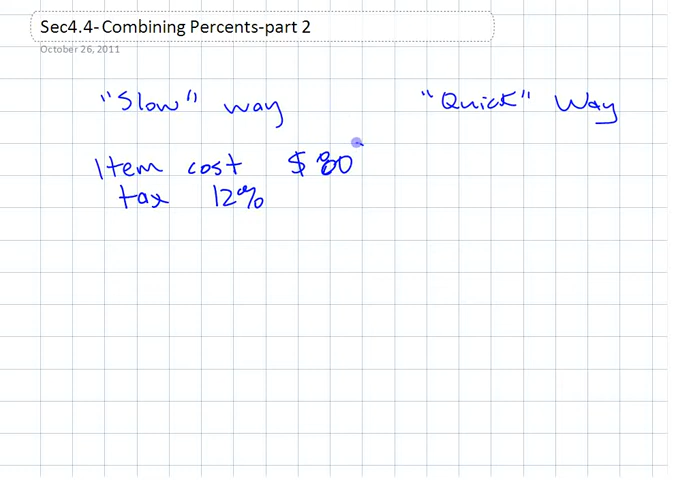 Sec4.4-Combining Percents-part 2
October 26, 2011
"Slow" way
"Quick" Way
Item cost $80
tax 12%